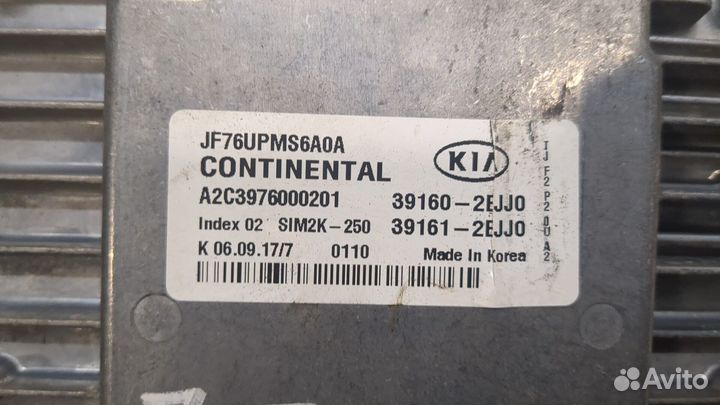 JF76UPMS6A0A
CONTINENTAL
KIA
A2C3976000201 39160-2EJJ0
Index 02 SIM2K-250 39161-2EJJ0
K 06.09.17/7 0110 Made In Korea
IJF2P20UA2
Avito